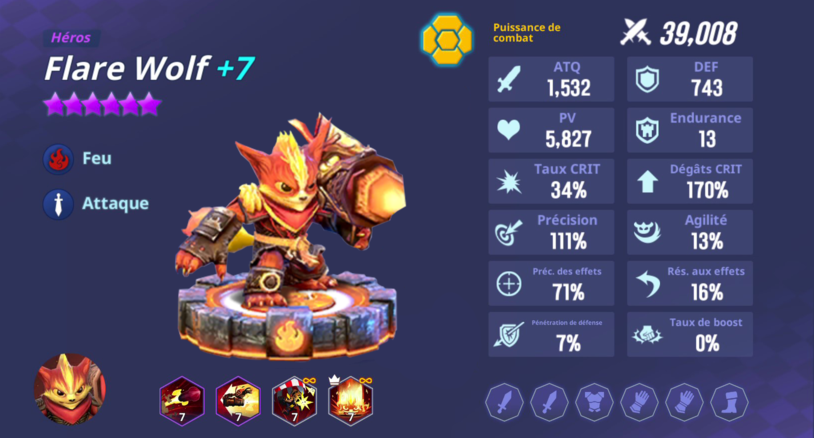 Héros
Flare Wolf +7
Feu
Attaque
7
7
7
7
Puissance de
combat
39,008
ATQ
1,532
DEF
743
PV
5,827
Endurance
13
Taux CRIT
34%
Dégâts CRIT
170%
Précision
111%
Agilité
13%
Préc. des effets
71%
Rés. aux effets
16%
Pénétration de défense
7%
Taux de boost
0%